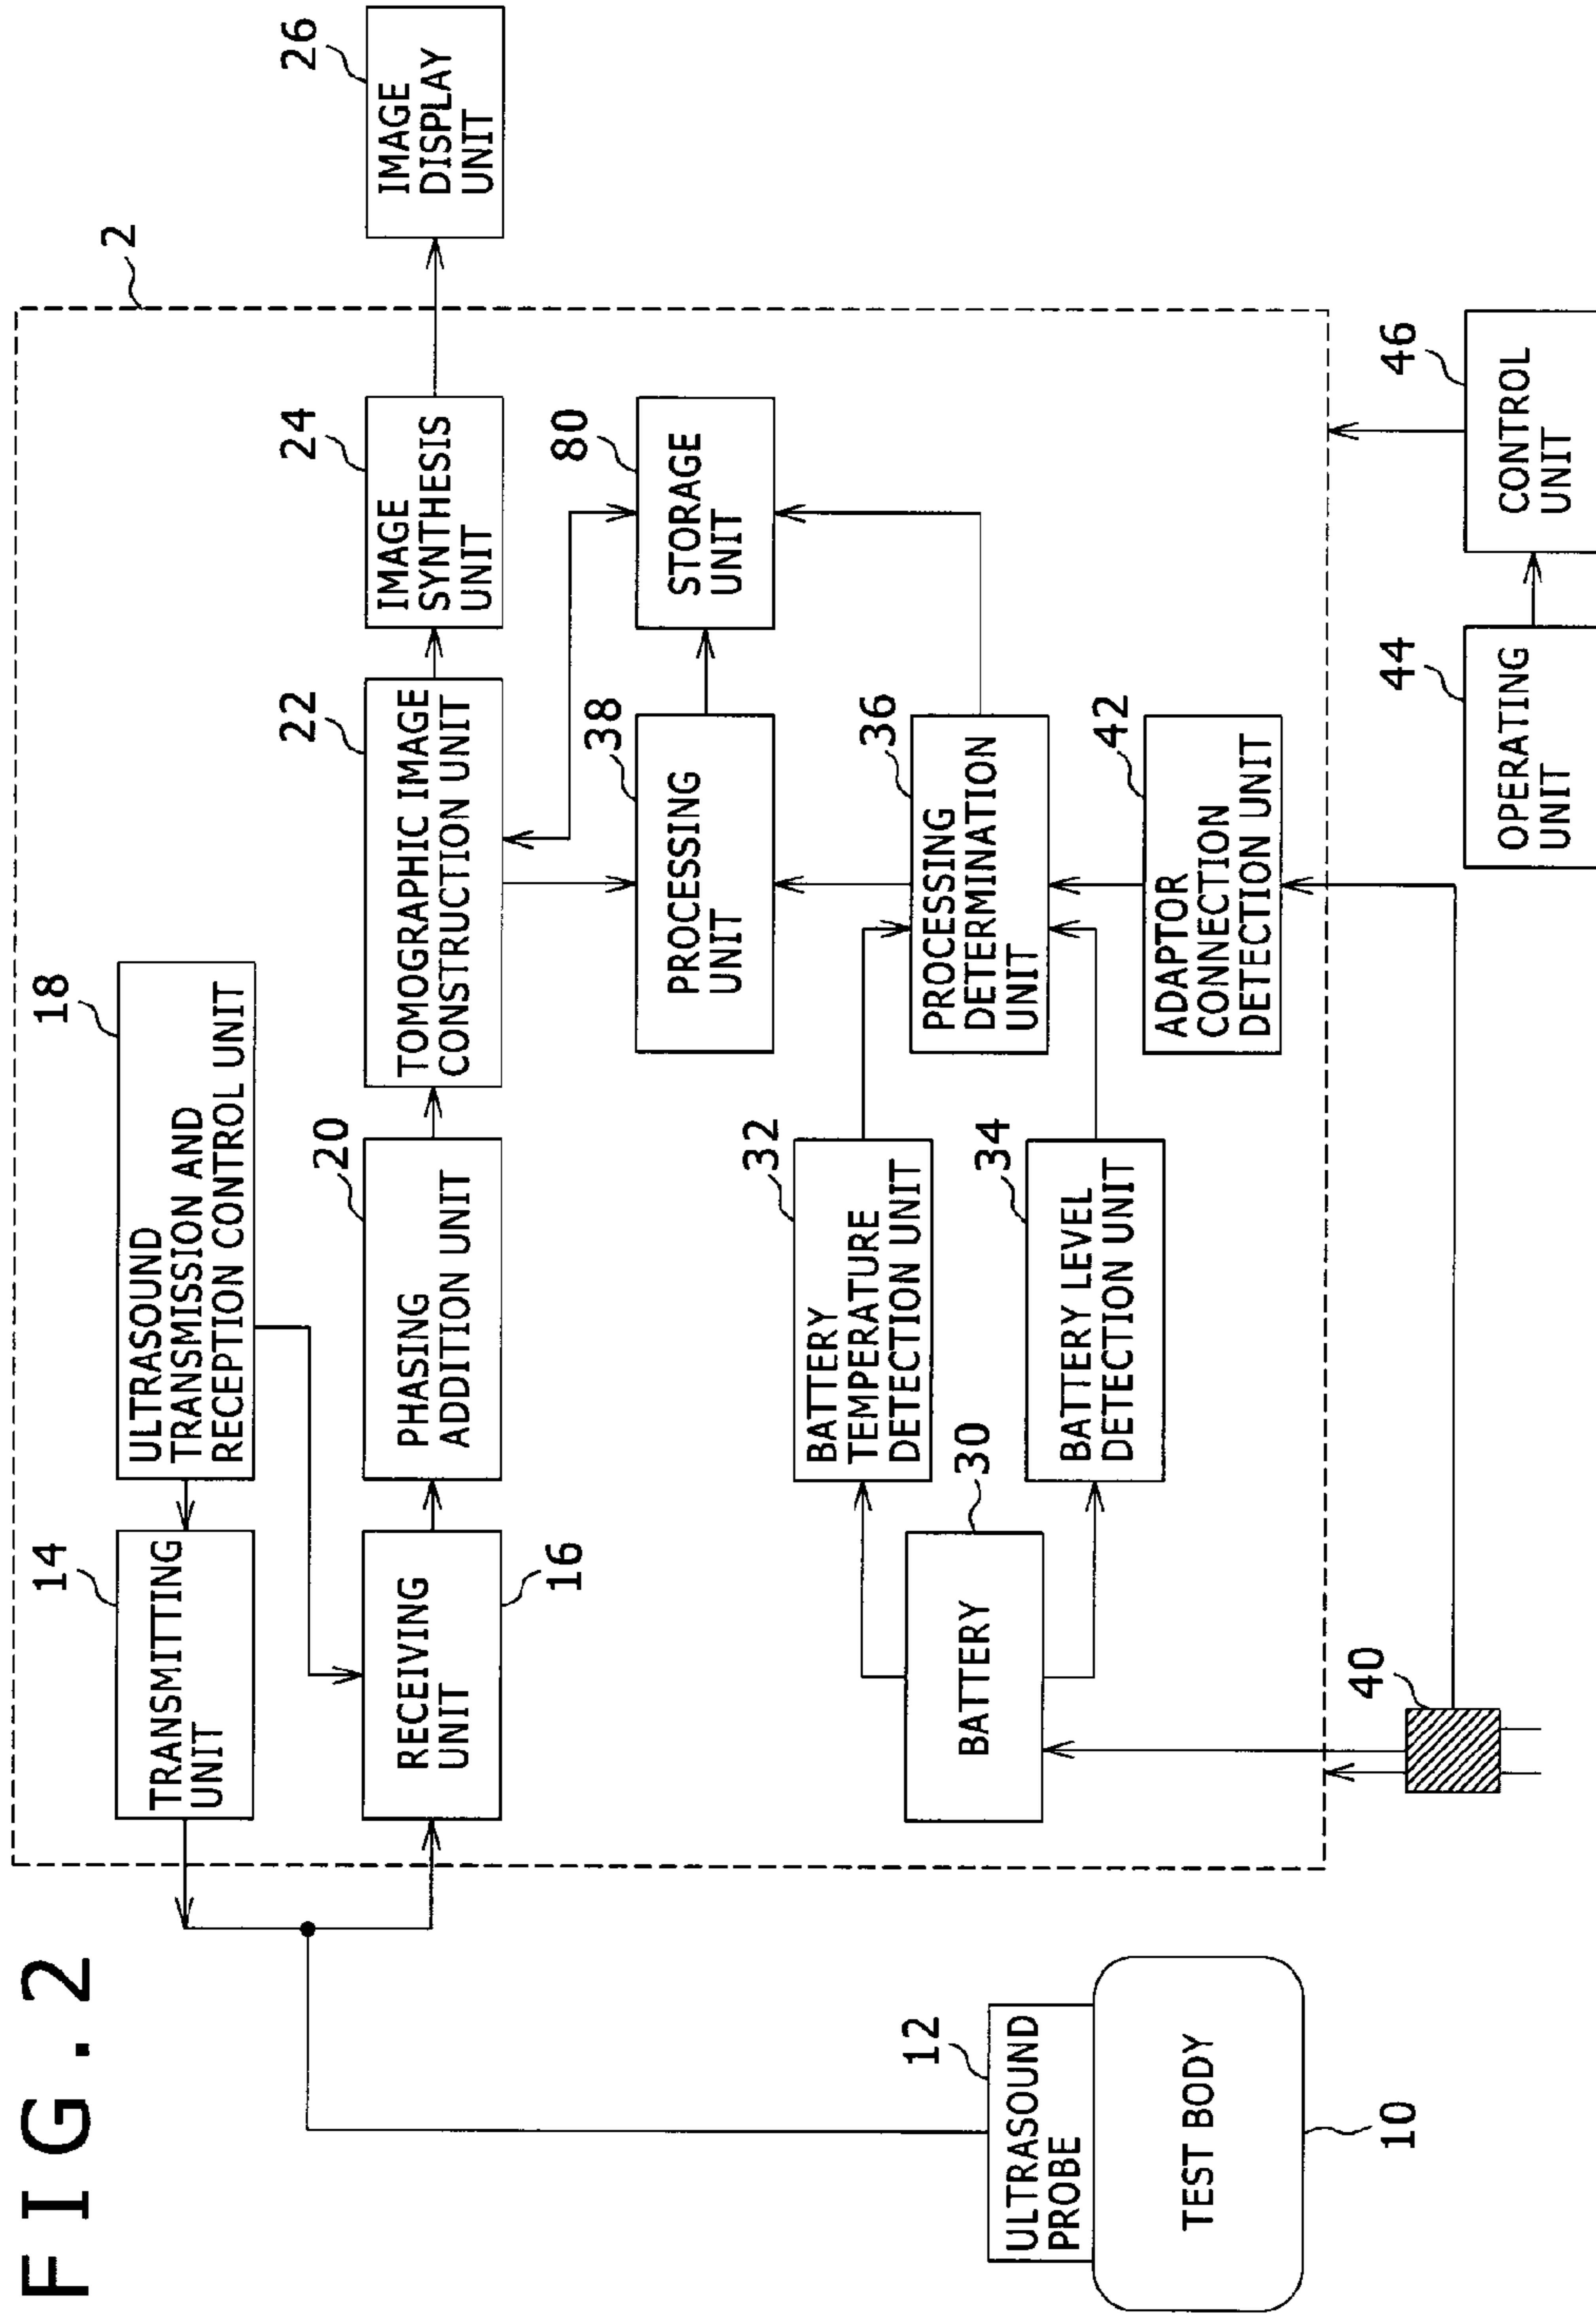 FIG. 2
2
14
TRANSMITTING
UNIT
18
ULTRASOUND
TRANSMISSION AND
RECEPTION CONTROL UNIT
RECEIVING
UNIT
16
20
PHASING
ADDITION UNIT
22
TOMOGRAPHIC IMAGE
CONSTRUCTION UNIT
24
IMAGE
SYNTHESIS
UNIT
26
IMAGE
DISPLAY
UNIT
38
PROCESSING
UNIT
80
STORAGE
UNIT
32
BATTERY
TEMPERATURE
DETECTION UNIT
36
PROCESSING
DETERMINATION
UNIT
30
BATTERY
34
BATTERY LEVEL
DETECTION UNIT
42
ADAPTOR
CONNECTION
DETECTION UNIT
12
ULTRASOUND
PROBE
TEST BODY
10
40
44
OPERATING
UNIT
46
CONTROL
UNIT